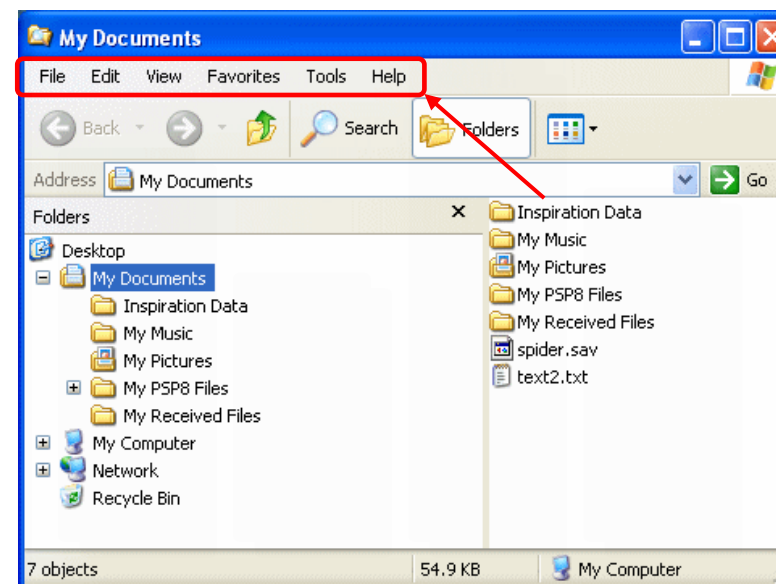 My Documents
File Edit View Favorites Tools Help
Back Search Folders
Address My Documents Go
Folders
Desktop
My Documents
Inspiration Data
My Music
My Pictures
My PSP8 Files
My Received Files
My Computer
Network
Recycle Bin
Inspiration Data
My Music
My Pictures
My PSP8 Files
My Received Files
spider.sav
text2.txt
7 objects 54.9 KB My Computer